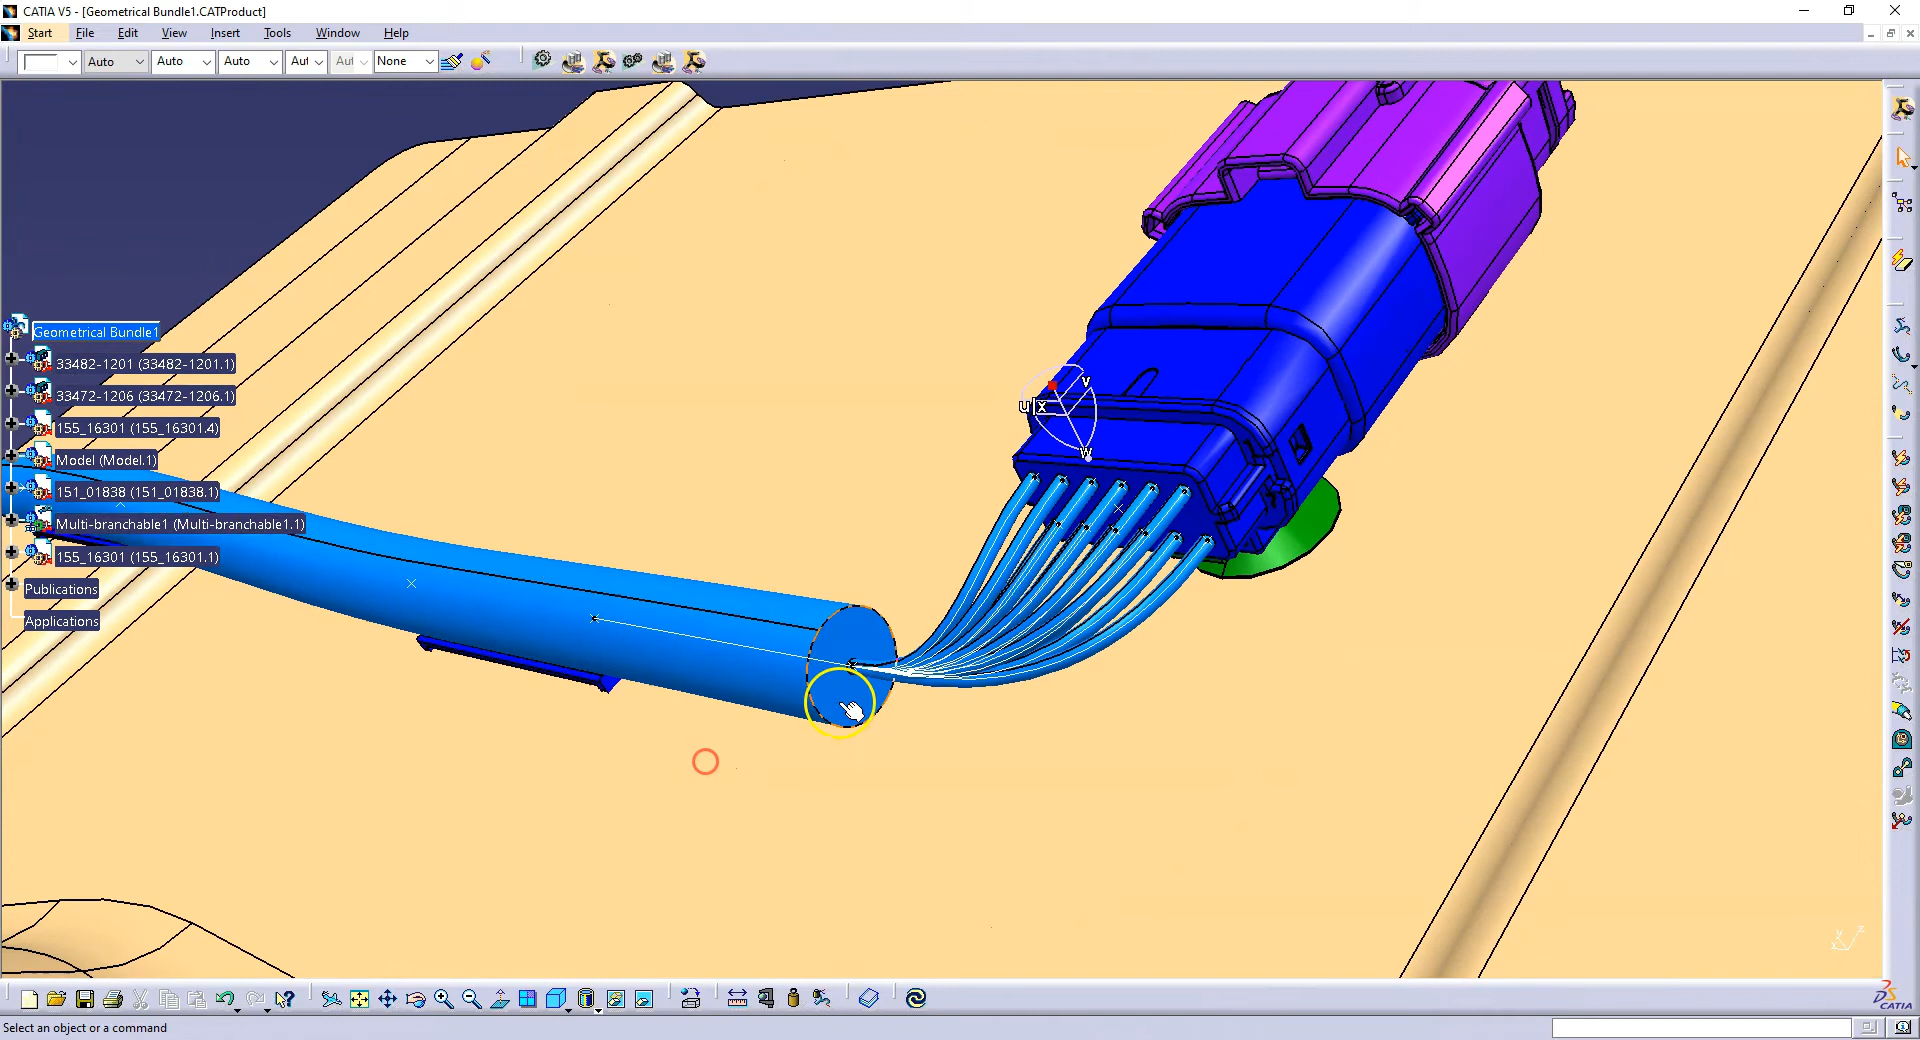 CATIA V5 - [Geometrical Bundle1.CATProduct]
Start File Edit View Insert Tools Window Help
Auto Auto Auto Aut Aut None
Geometrical Bundle1
33482-1201 (33482-1201.1)
33472-1206 (33472-1206.1)
155_16301 (155_16301.4)
Model (Model.1)
151_01838 (151_01838.1)
Multi-branchable1 (Multi-branchable1.1)
155_16301 (155_16301.1)
Publications
Applications
v
u|x
w
CATIA
Select an object or a command